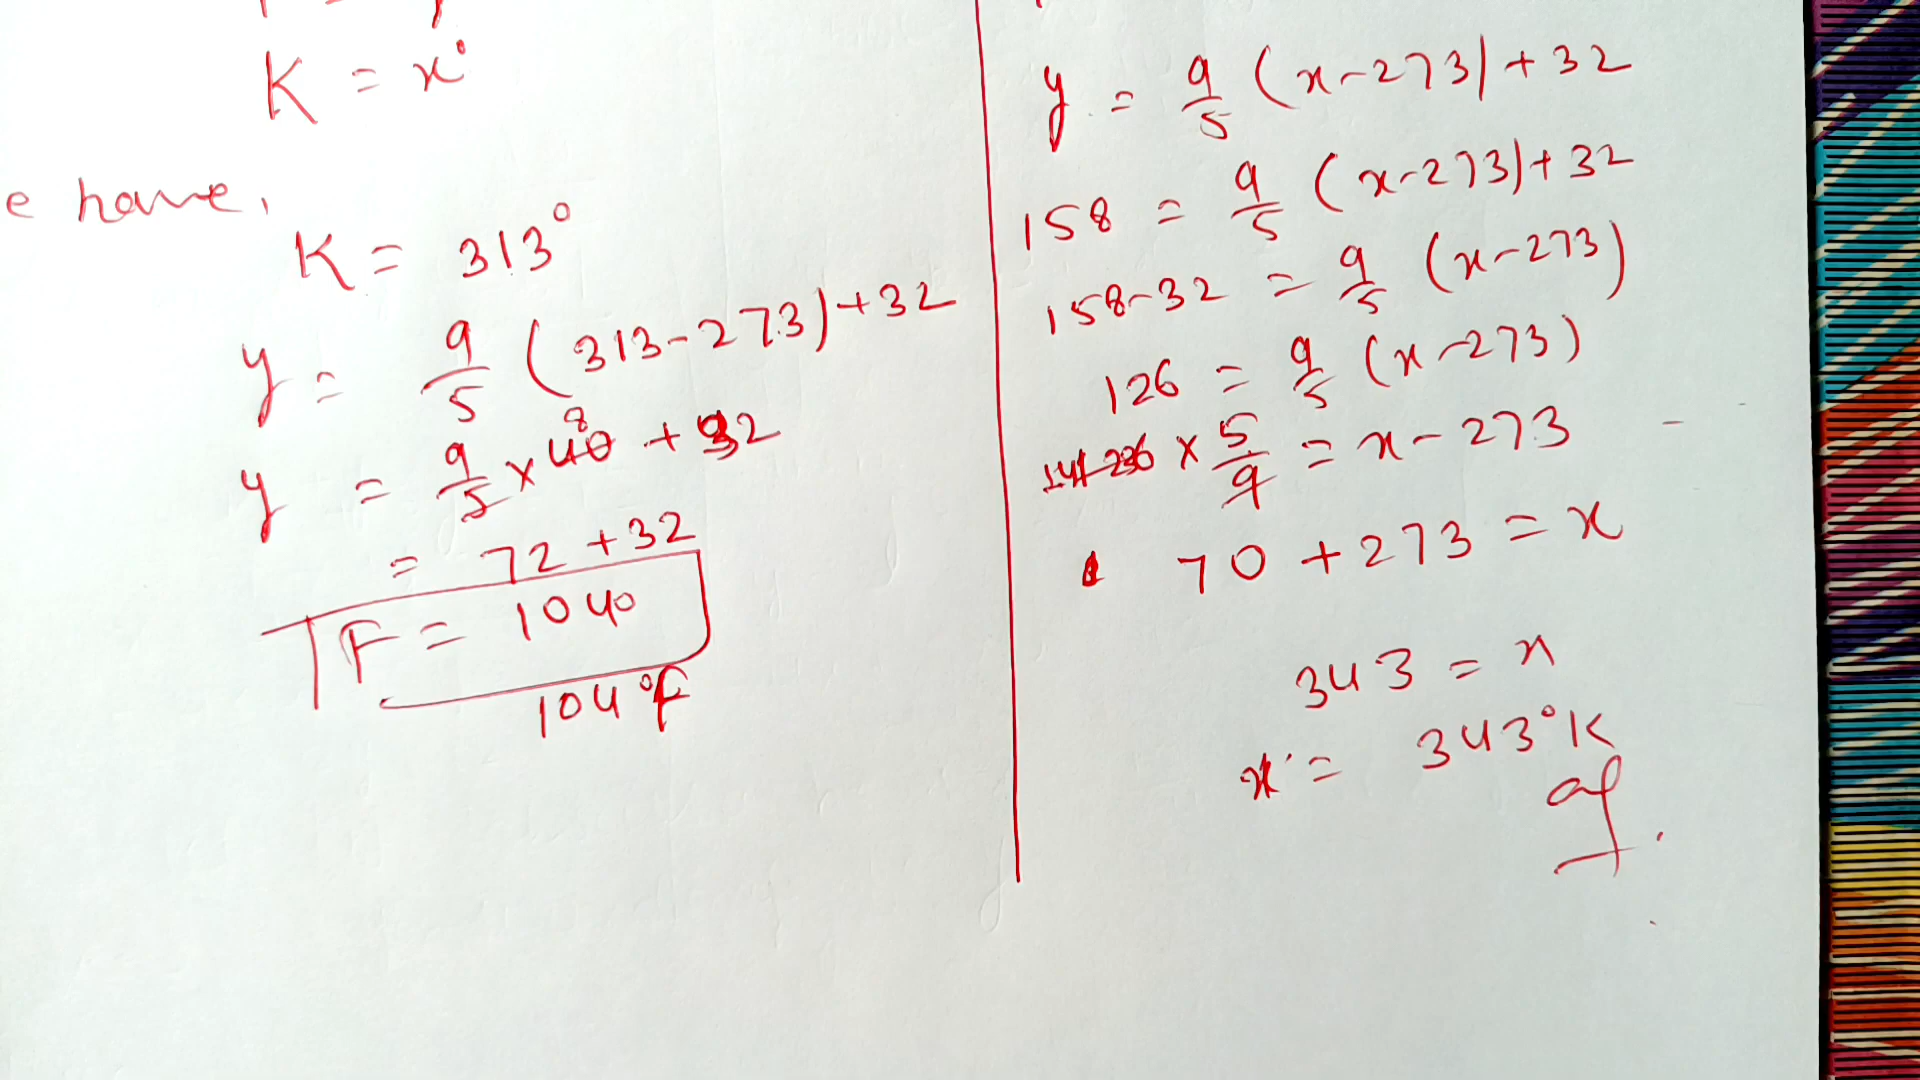 K = x°
e have,
K = 313°
y = 9/5 (313-273)+32
8
y = 9/5 × 40 + 32
= 72 + 32
F = 104°
104°F
y = 9/5 (x-273)+32
158 = 9/5 (x-273)+32
158-32 = 9/5 (x-273)
126 = 9/5 (x-273)
× 5/9 = x - 273
70 + 273 = x
343 = x
x = 343°K